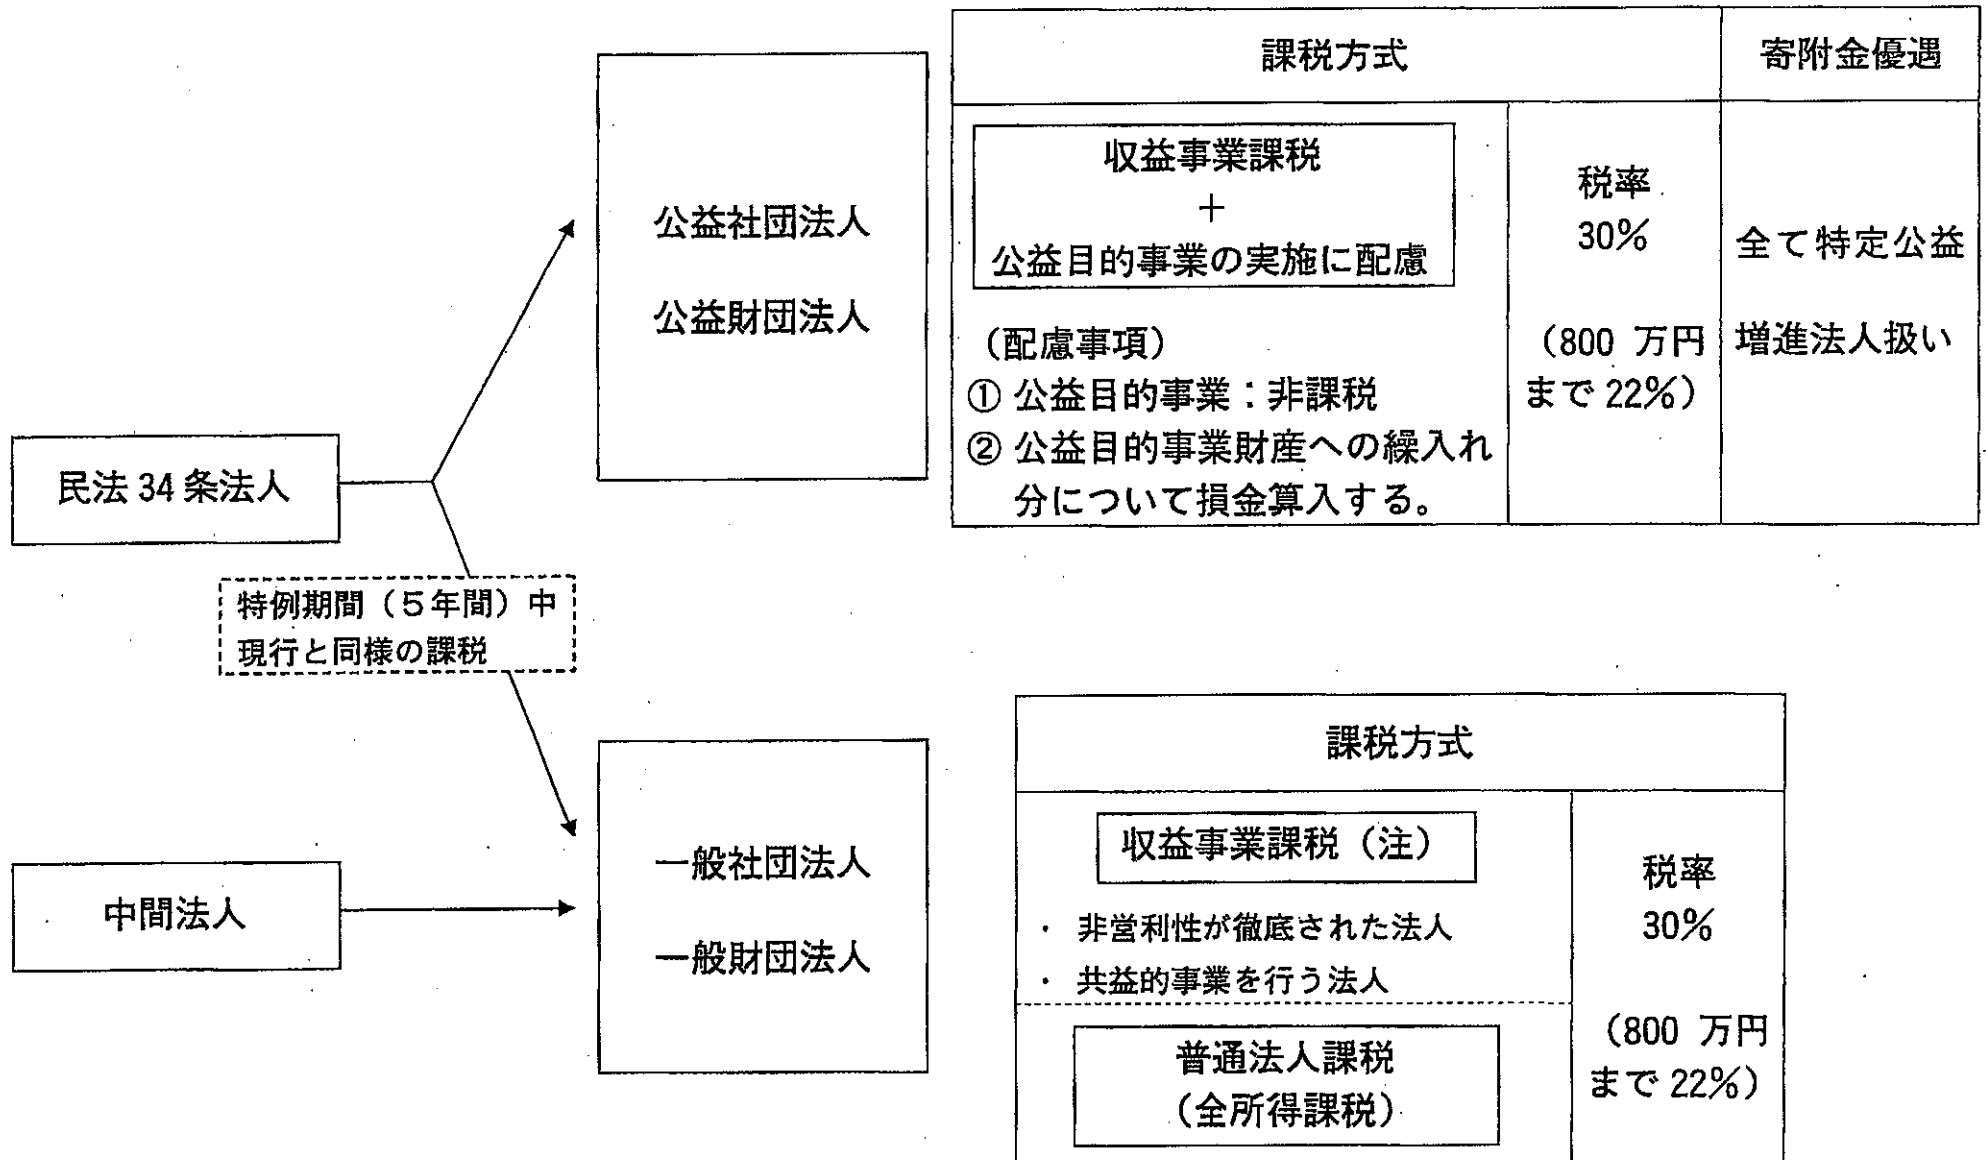 民法 34 条法人
特例期間（５年間）中
現行と同様の課税
中間法人
公益社団法人
公益財団法人
課税方式
寄附金優遇
収益事業課税
＋
公益目的事業の実施に配慮
（配慮事項）
① 公益目的事業：非課税
② 公益目的事業財産への繰入れ
分について損金算入する。
税率
30%
（800 万円
まで 22%）
全て特定公益
増進法人扱い
一般社団法人
一般財団法人
課税方式
収益事業課税（注）
・ 非営利性が徹底された法人
・ 共益的事業を行う法人
普通法人課税
（全所得課税）
税率
30%
（800 万円
まで 22%）